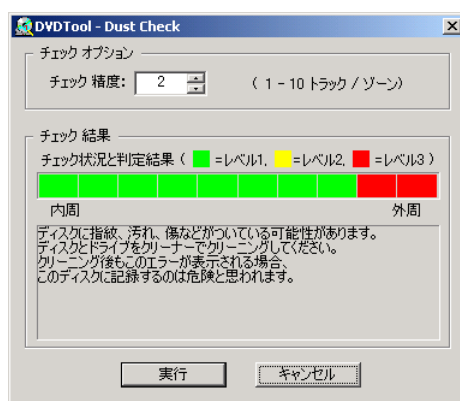 DVDTool - Dust Check
チェック オプション
チェック 精度: 2 ( 1 - 10 トラック / ゾーン)
チェック 結果
チェック状況と判定結果 ( =レベル1, =レベル2, =レベル3 )
内周 外周
ディスクに指紋、汚れ、傷などがついている可能性があります。
ディスクとドライブをクリーナーでクリーニングしてください。
クリーニング後もこのエラーが表示される場合、
このディスクに記録するのは危険と思われます。
実行 キャンセル